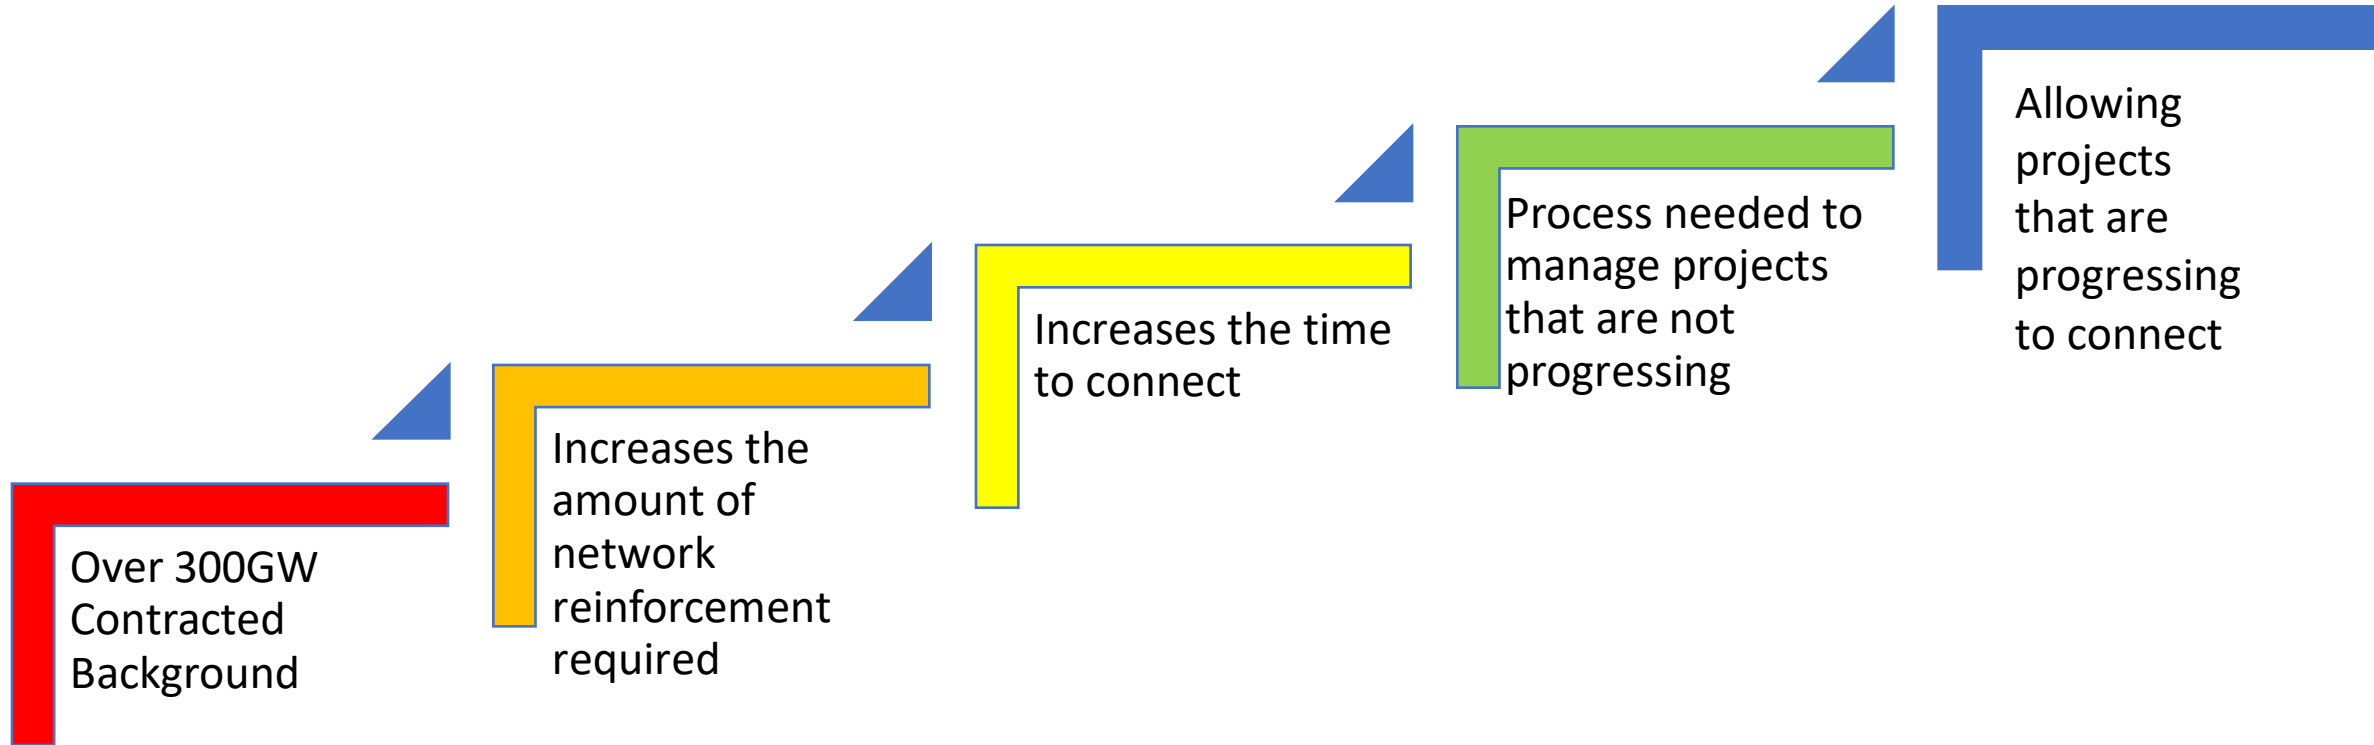 Over 300GW
Contracted
Background
Increases the
amount of
network
reinforcement
required
Increases the time
to connect
Process needed to
manage projects
that are not
progressing
Allowing
projects
that are
progressing
to connect